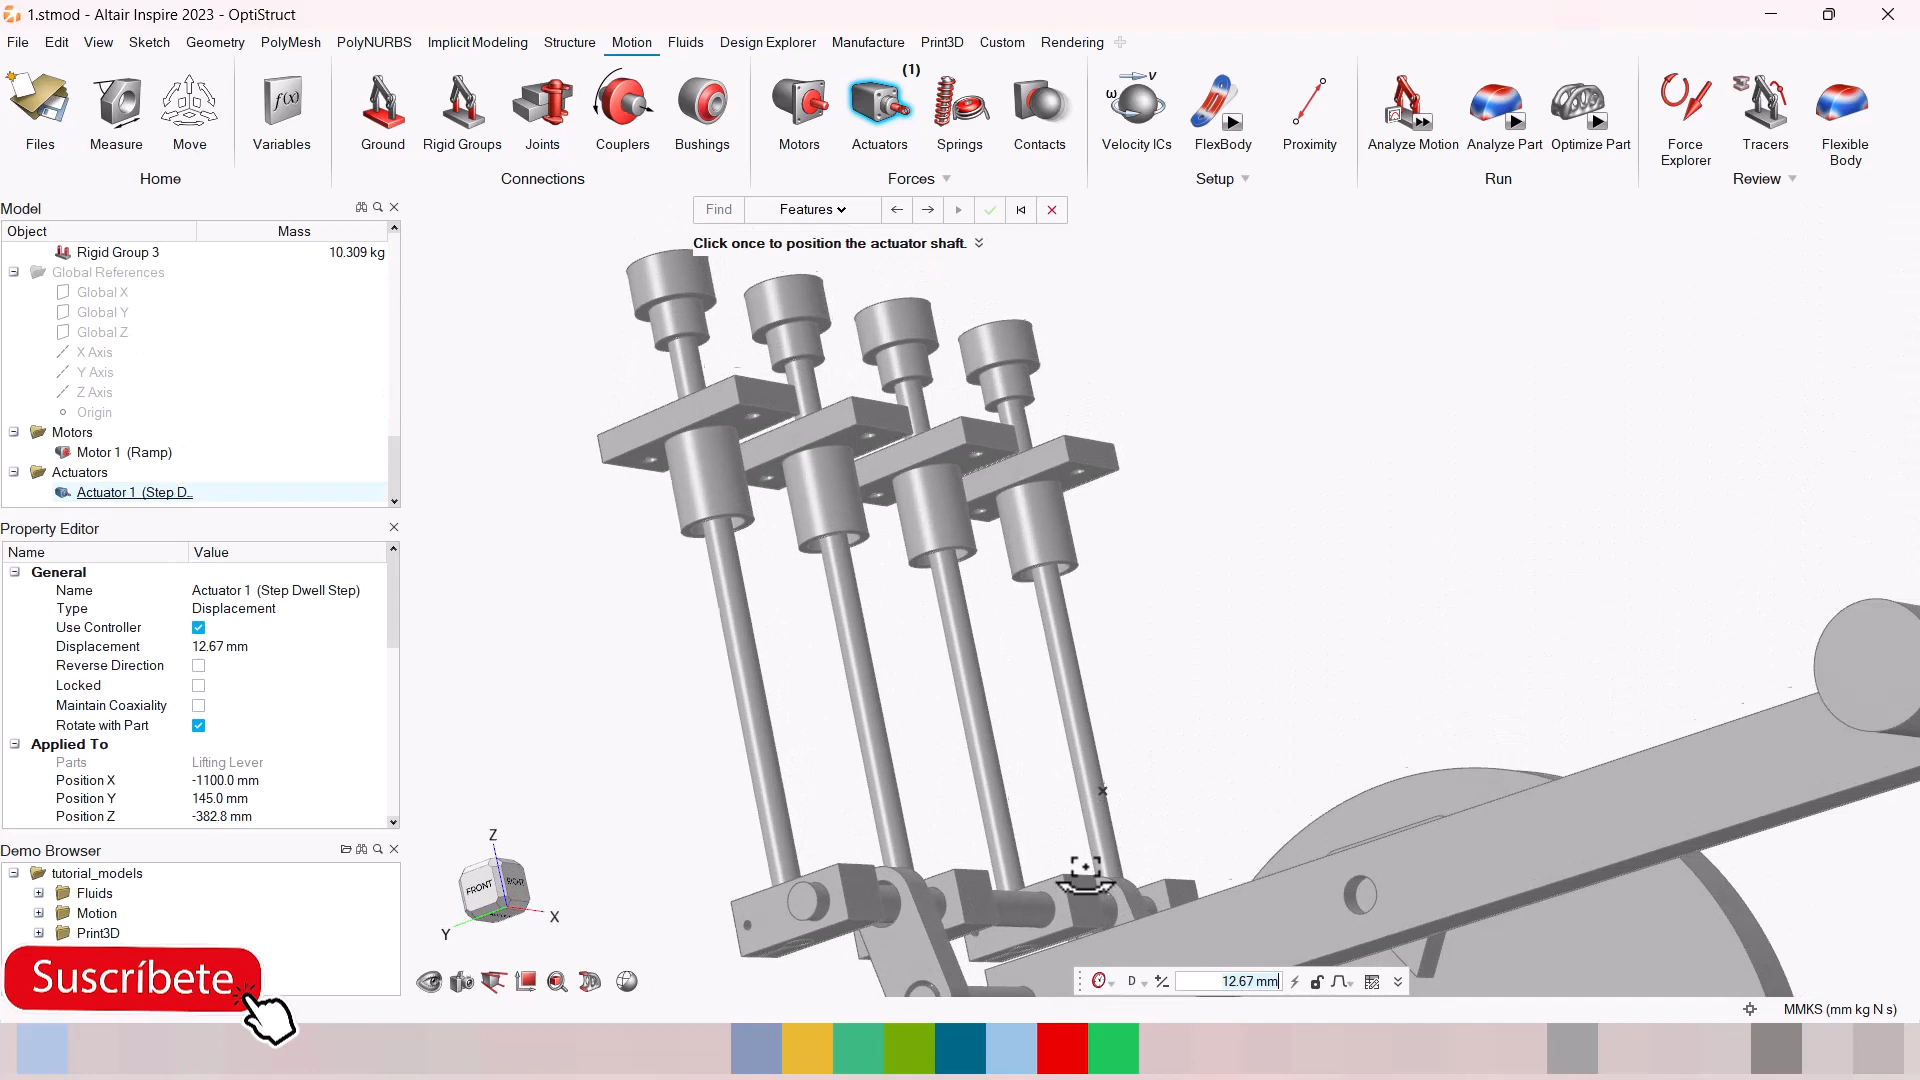 1.stmod - Altair Inspire 2023 - OptiStruct
File Edit View Sketch Geometry PolyMesh PolyNURBS Implicit Modeling Structure Motion Fluids Design Explorer Manufacture Print3D Custom Rendering
(1)
Files Measure Move Variables Ground Rigid Groups Joints Couplers Bushings Motors Actuators Springs Contacts Velocity ICs FlexBody Proximity Analyze Motion Analyze Part Optimize Part Force Explorer Tracers Flexible Body
Home Connections Forces Setup Run Review
Find Features
Click once to position the actuator shaft.
Model
Object Mass
Rigid Group 3 10.309 kg
Global References
Global X
Global Y
Global Z
X Axis
Y Axis
Z Axis
Origin
Motors
Motor 1 (Ramp)
Actuators
Actuator 1 (Step D...
Property Editor
Name Value
General
Name Actuator 1 (Step Dwell Step)
Type Displacement
Use Controller
Displacement 12.67 mm
Reverse Direction
Locked
Maintain Coaxiality
Rotate with Part
Applied To
Parts Lifting Lever
Position X -1100.0 mm
Position Y 145.0 mm
Position Z -382.8 mm
Demo Browser
tutorial_models
Fluids
Motion
Print3D
Suscríbete
Z
FRONT RIGHT
X
Y
D 12.67 mm
MMKS (mm kg N s)